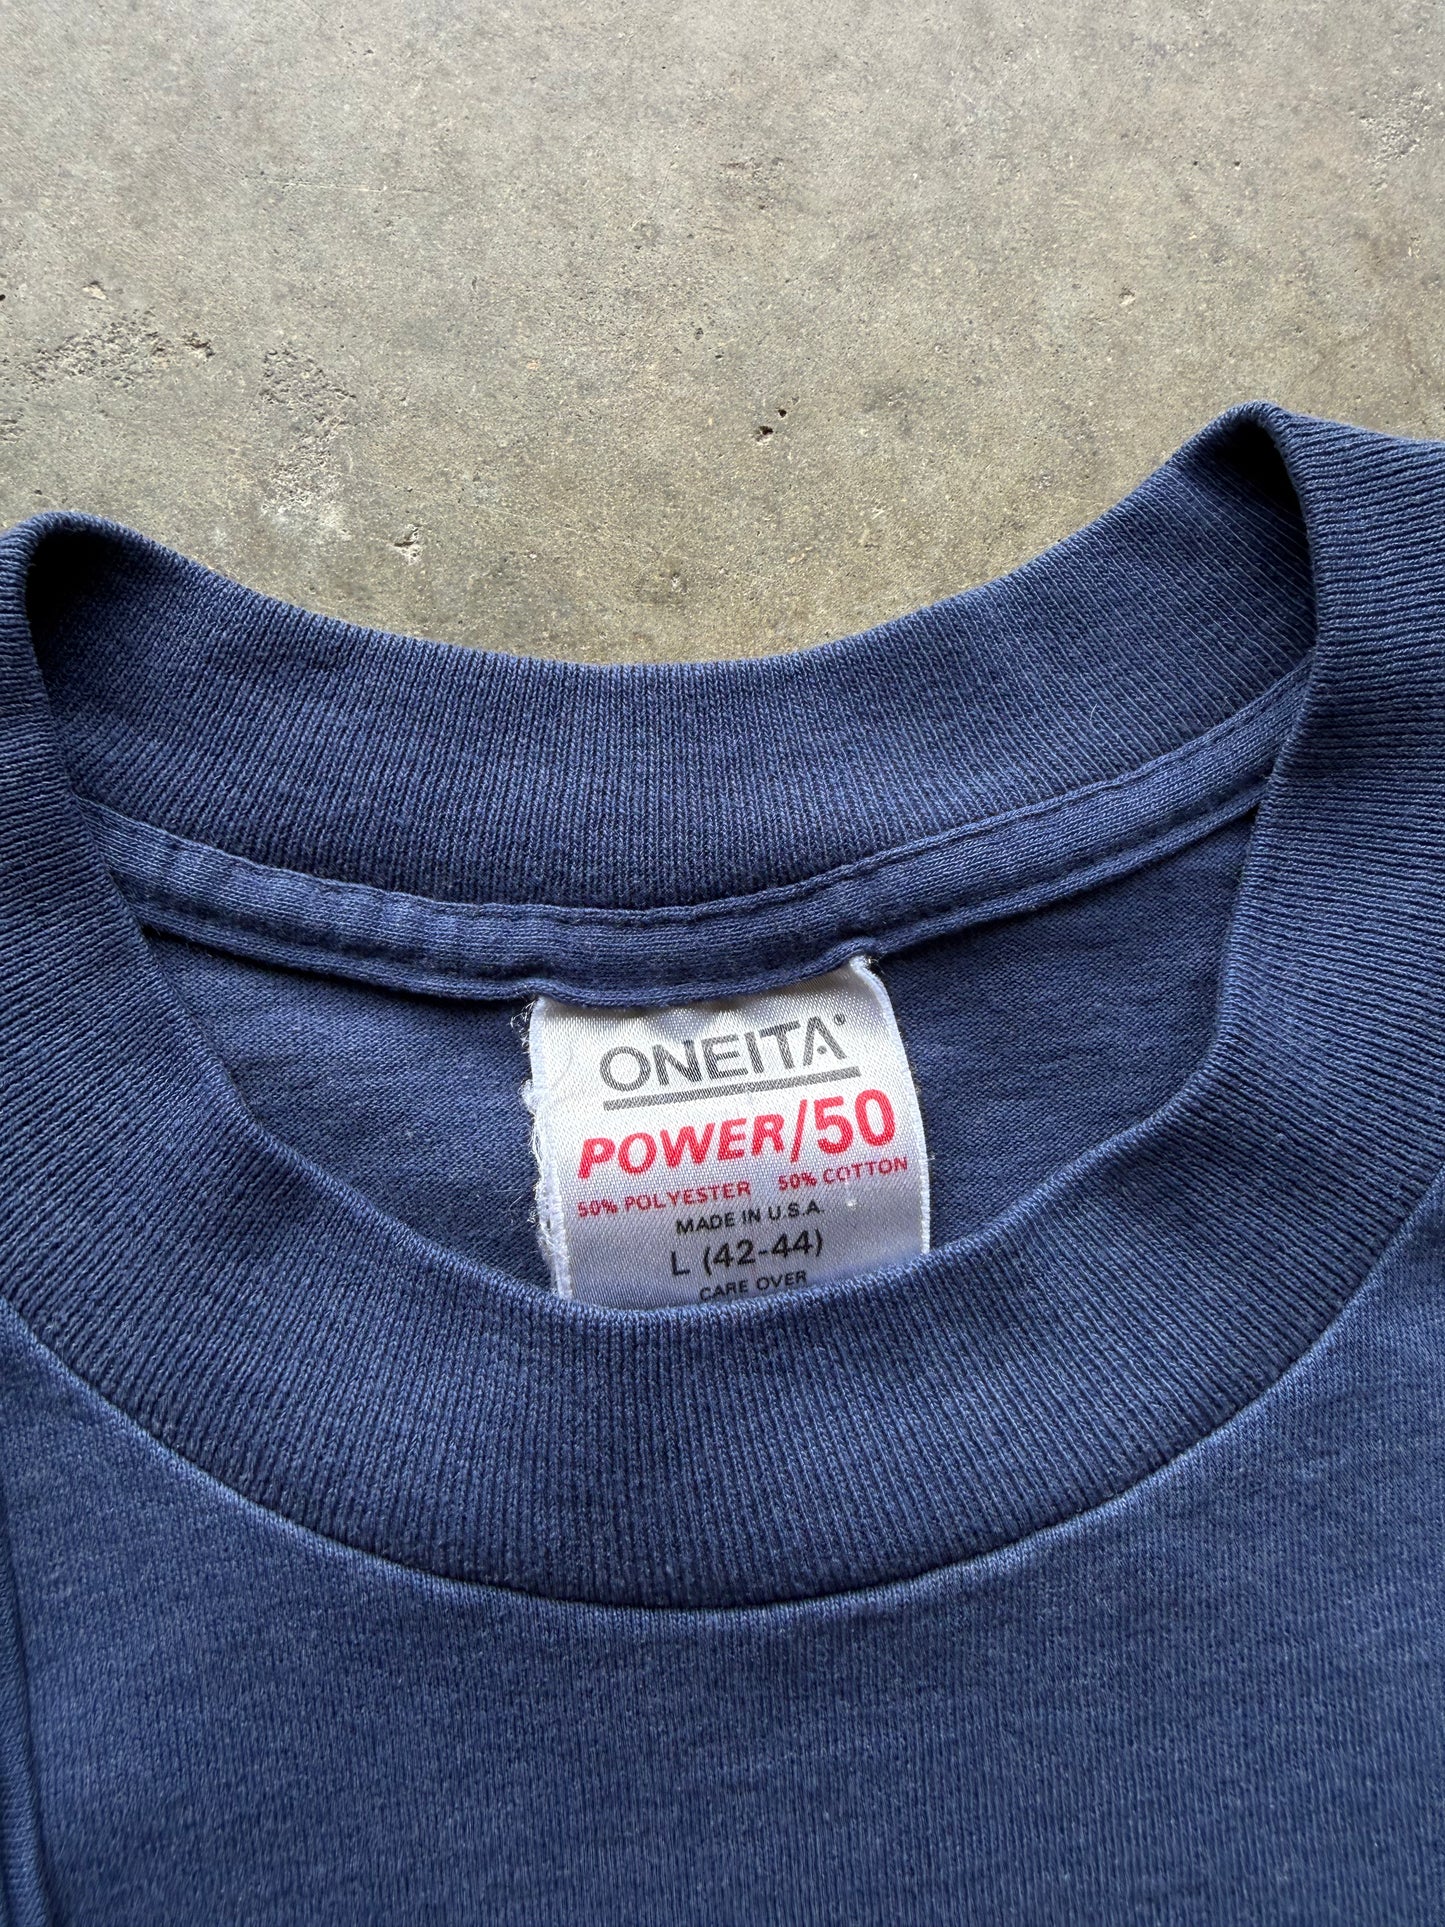 ONEITA®
POWER/50
50% POLYESTER 50% COTTON
MADE IN U.S.A.
L (42-44)
CARE OVER